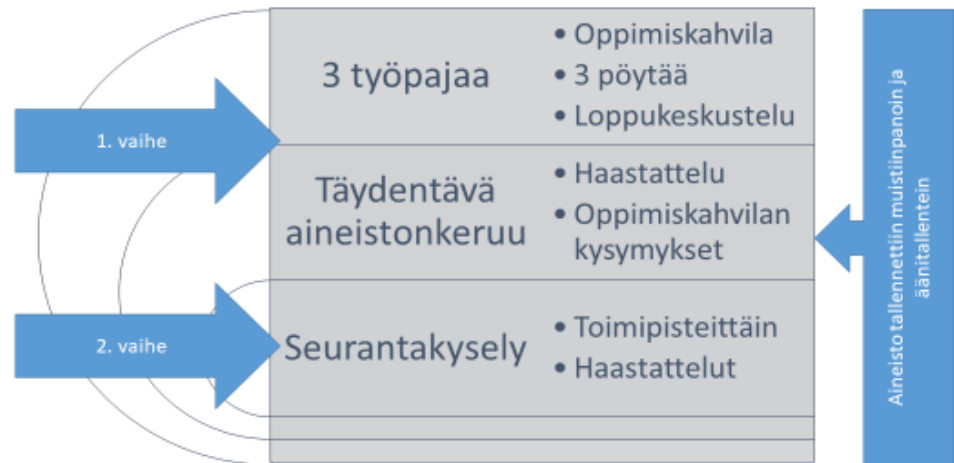 1. vaihe
3 työpajaa
• Oppimiskahvila
• 3 pöytää
• Loppukeskustelu
Täydentävä
aineistonkeruu
• Haastattelu
• Oppimiskahvilan
kysymykset
2. vaihe
Seurantakysely
• Toimipisteittäin
• Haastattelut
Aineisto tallennettiin muistiinpanoin ja
äänitallentein